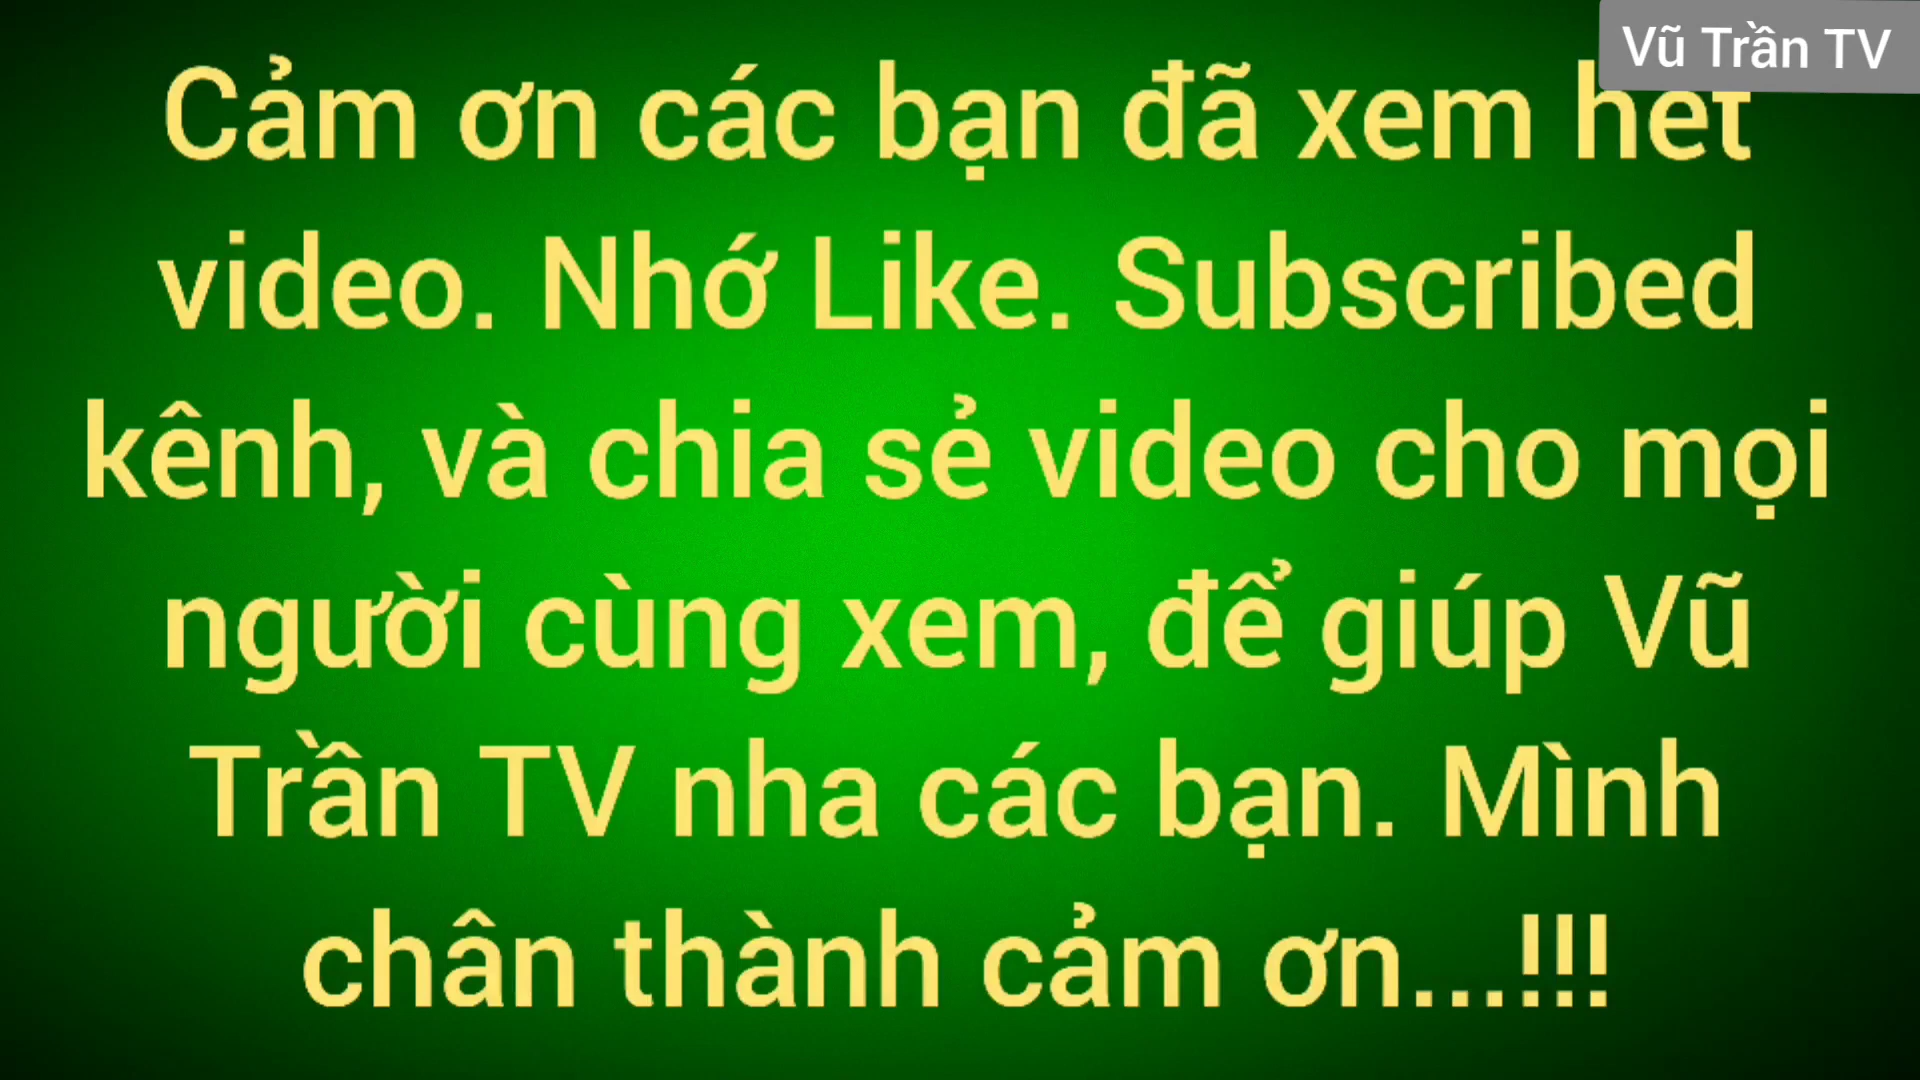 Vũ Trần TV
Cảm ơn các bạn đã xem hết
video. Nhớ Like. Subscribed
kênh, và chia sẻ video cho mọi
người cùng xem, để giúp Vũ
Trần TV nha các bạn. Mình
chân thành cảm ơn...!!!